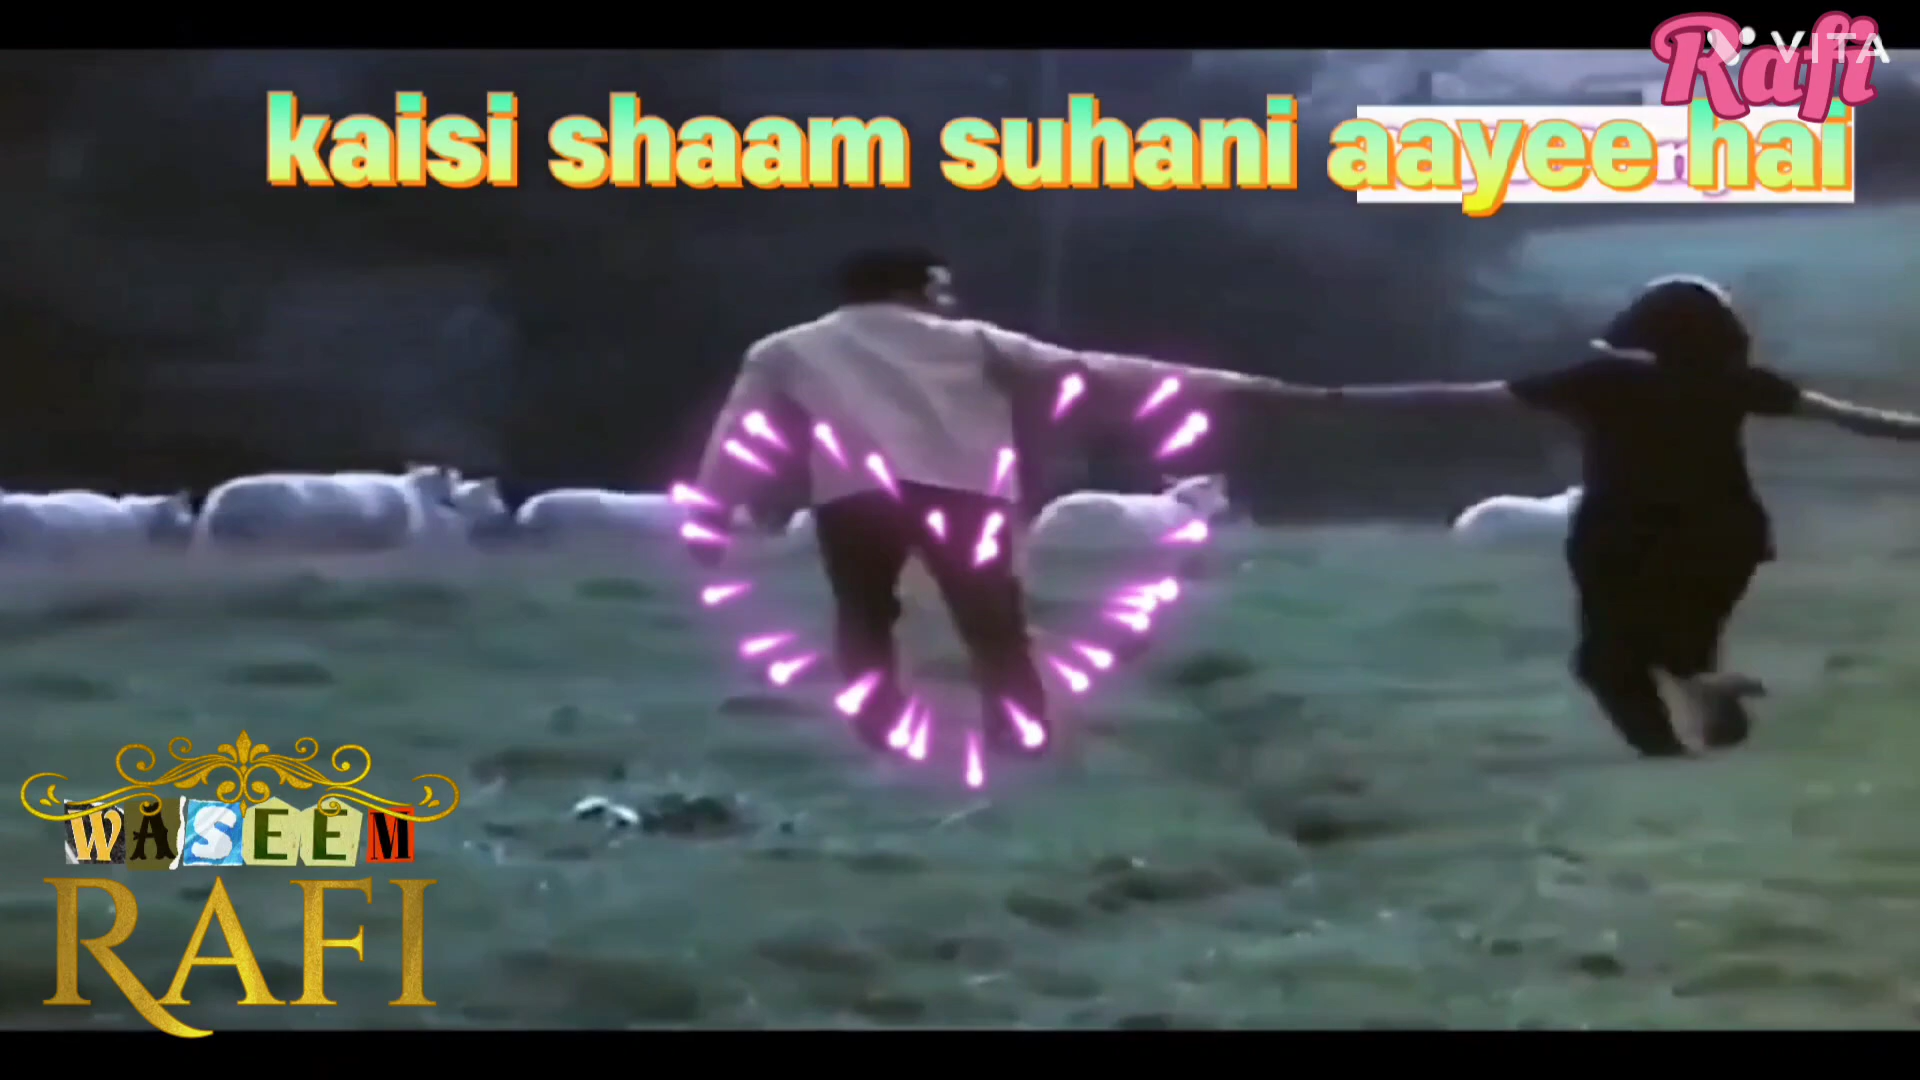 Rafi
VITA
kaisi shaam suhani aayee hai
WASEEM
RAFI